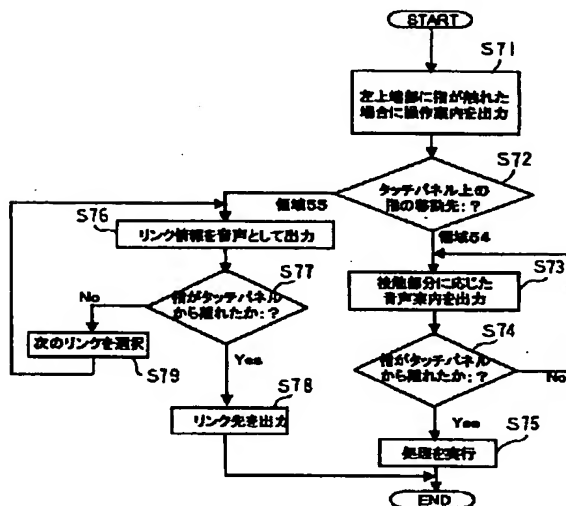 START
S71
左上端部に指が触れた
場合に操作案内を出力
S72
タッチパネル上の
指の移動先:?
領域55
領域54
S76
リンク情報を音声として出力
S73
接触部分に応じた
音声案内を出力
S77
指がタッチパネル
から離れたか:?
No
次のリンクを選択
S79
Yes
S74
指がタッチパネル
から離れたか:?
No
S78
リンク先を出力
Yes
S75
処理を実行
END